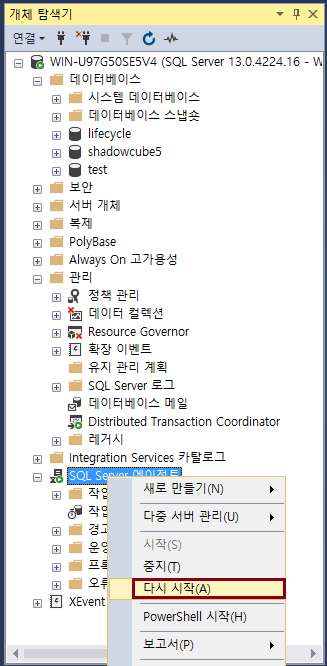 개체 탐색기
연결
WIN-U97G50SE5V4 (SQL Server 13.0.4224.16 - W
데이터베이스
시스템 데이터베이스
데이터베이스 스냅숏
lifecycle
shadowcube5
test
보안
서버 개체
복제
PolyBase
Always On 고가용성
관리
정책 관리
데이터 컬렉션
Resource Governor
확장 이벤트
유지 관리 계획
SQL Server 로그
데이터베이스 메일
Distributed Transaction Coordinator
레거시
Integration Services 카탈로그
SQL Server 에이전트
작업
새로 만들기(N)
작업
다중 서버 관리(U)
경고
시작(S)
운영
중지(T)
프록
다시 시작(A)
오류
XEvent
PowerShell 시작(H)
보고서(P)